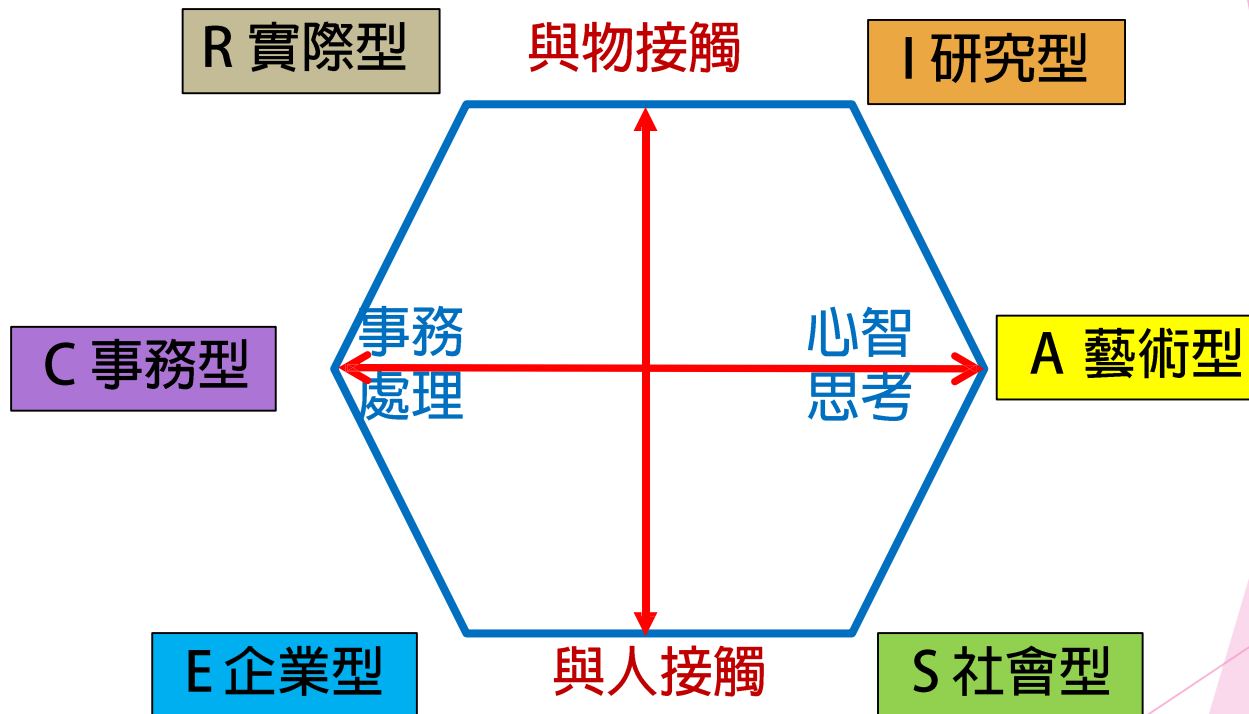 R 實際型
與物接觸
I 研究型
事務
處理
心智
思考
C 事務型
A 藝術型
E 企業型
與人接觸
S 社會型